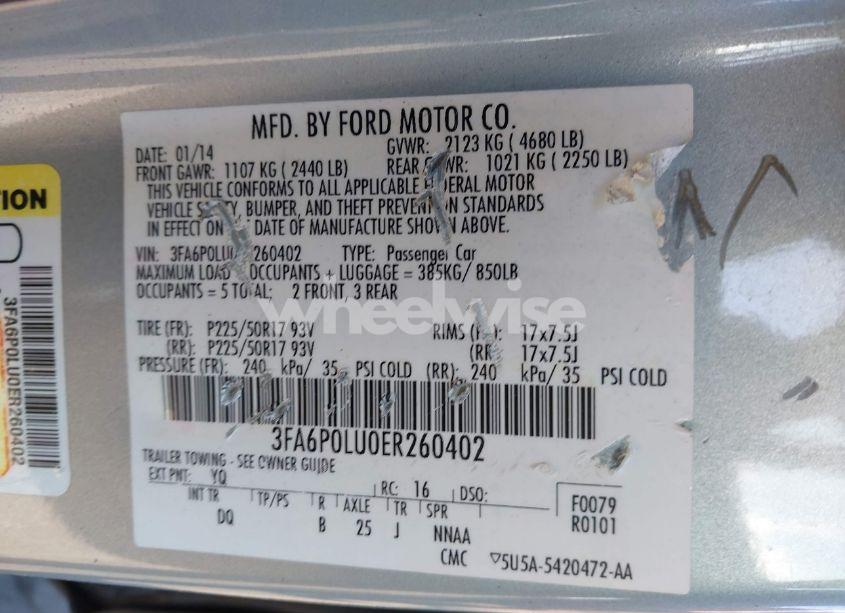 MFD. BY FORD MOTOR CO.
DATE: 01/14 GVWR: 2123 KG ( 4680 LB)
FRONT GAWR: 1107 KG ( 2440 LB) REAR GAWR: 1021 KG ( 2250 LB)
THIS VEHICLE CONFORMS TO ALL APPLICABLE FEDERAL MOTOR
VEHICLE SAFETY, BUMPER, AND THEFT PREVENTION STANDARDS
IN EFFECT ON DATE OF MANUFACTURE SHOWN ABOVE.
VIN: 3FA6P0LU0ER260402 TYPE: Passenger Car
MAXIMUM LOAD OCCUPANTS + LUGGAGE = 385KG/ 850LB
OCCUPANTS = 5 TOTAL; 2 FRONT, 3 REAR
wheelwise
TIRE (FR): P225/50R17 93V RIMS (FR): 17x7.5J
(RR): P225/50R17 93V (RR): 17x7.5J
PRESSURE (FR): 240 kPa/ 35 PSI COLD (RR): 240 kPa/ 35 PSI COLD
3FA6P0LU0ER260402
TRAILER TOWING - SEE OWNER GUIDE
EXT PNT: YQ RC: 16 DSO: F0079
INT TR TP/PS R AXLE TR SPR R0101
DQ B 25 J NNAA
CMC ▽5U5A-5420472-AA
TION
3FA6P0LU0ER260402